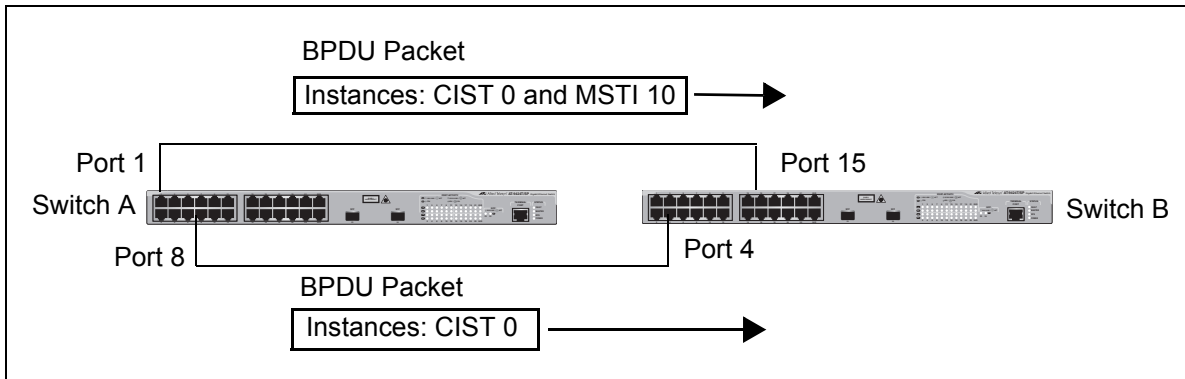 BPDU Packet
Instances: CIST 0 and MSTI 10
Port 1
Port 15
Switch A
Switch B
Port 8
Port 4
BPDU Packet
Instances: CIST 0